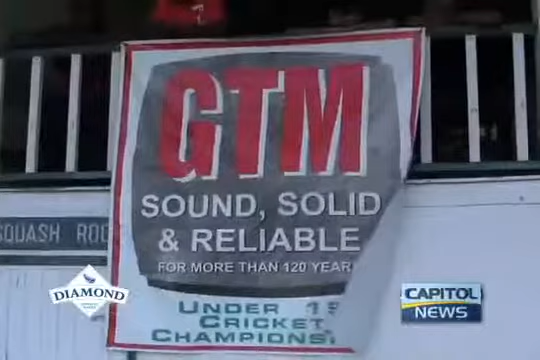 GTM
SOUND, SOLID
& RELIABLE
FOR MORE THAN 120 YEAR
UNDER 15
CRICKET
CHAMPIONS
SQUASH ROO
DIAMOND
CAPITOL
NEWS